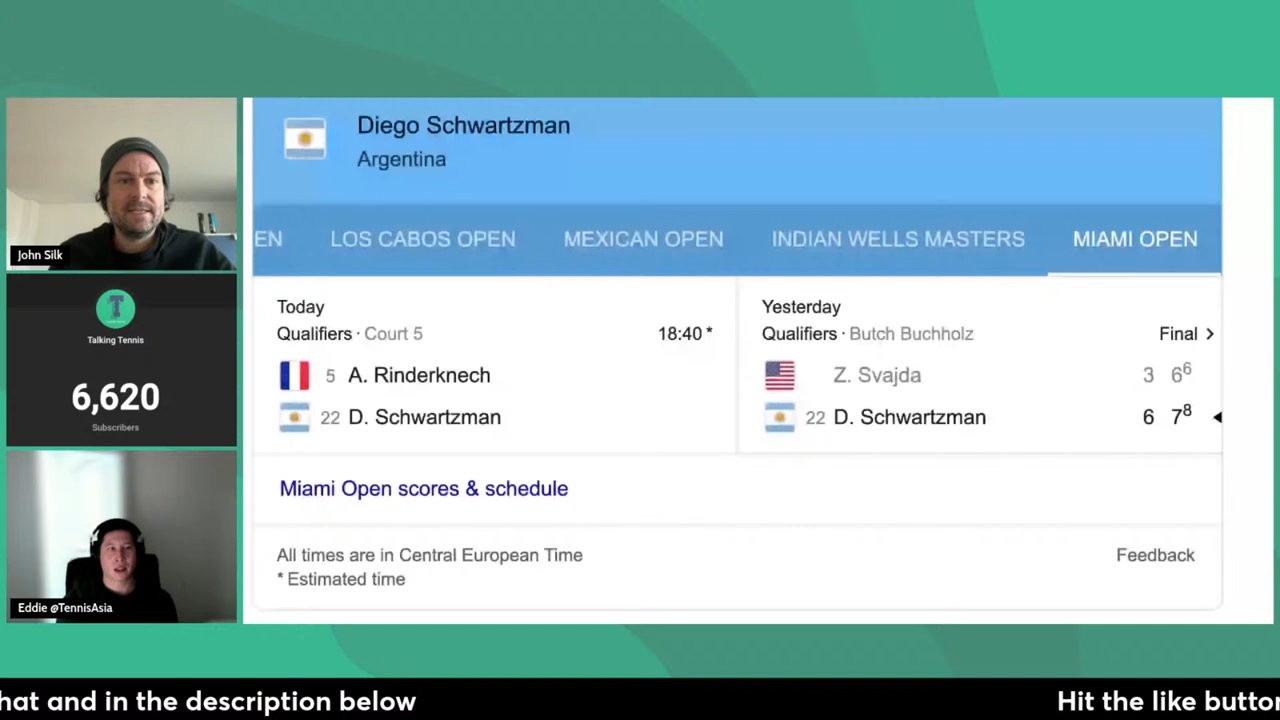 John Silk
T
Talking Tennis
6,620
Subscribers
Eddie @TennisAsia
Diego Schwartzman
Argentina
EN LOS CABOS OPEN MEXICAN OPEN INDIAN WELLS MASTERS MIAMI OPEN
Today
Qualifiers · Court 5 18:40 *
5 A. Rinderknech
22 D. Schwartzman
Yesterday
Qualifiers · Butch Buchholz Final >
Z. Svajda 3 6⁶
22 D. Schwartzman 6 7⁸
Miami Open scores & schedule
All times are in Central European Time Feedback
* Estimated time
hat and in the description below Hit the like button